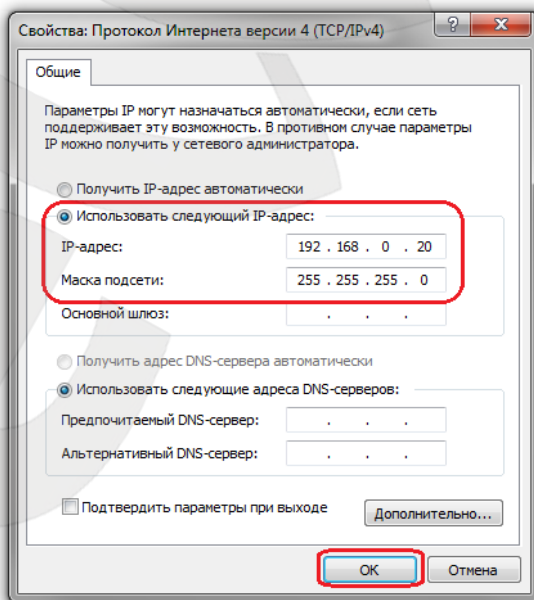 Свойства: Протокол Интернета версии 4 (TCP/IPv4)
Общие
Параметры IP могут назначаться автоматически, если сеть
поддерживает эту возможность. В противном случае параметры
IP можно получить у сетевого администратора.
Получить IP-адрес автоматически
Использовать следующий IP-адрес:
IP-адрес: 192 . 168 . 0 . 20
Маска подсети: 255 . 255 . 255 . 0
Основной шлюз: . . .
Получить адрес DNS-сервера автоматически
Использовать следующие адреса DNS-серверов:
Предпочитаемый DNS-сервер: . . .
Альтернативный DNS-сервер: . . .
Подтвердить параметры при выходе
Дополнительно...
ОК Отмена